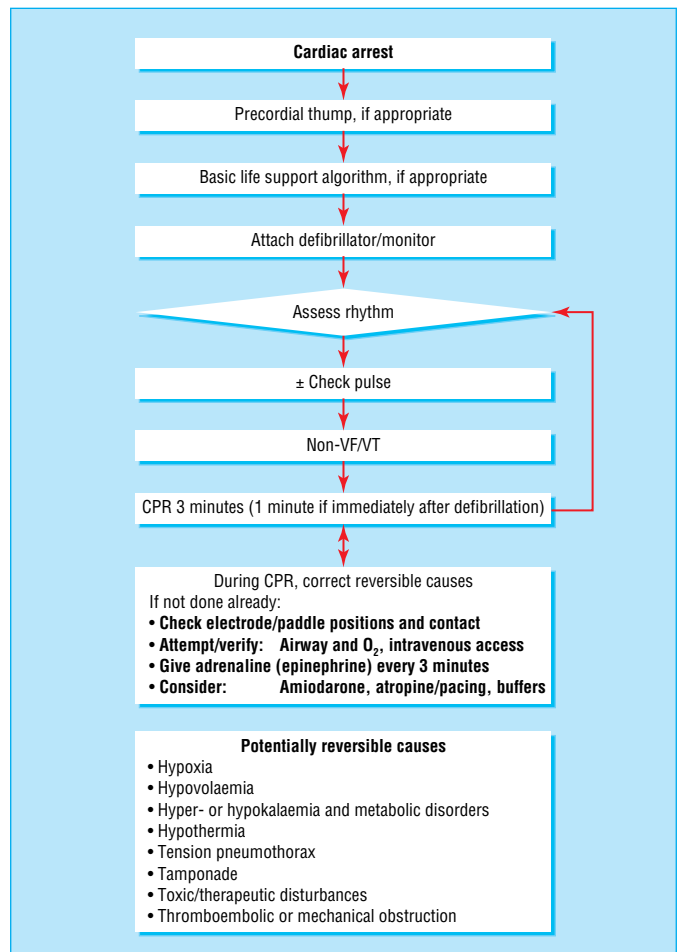 Cardiac arrest
Precordial thump, if appropriate
Basic life support algorithm, if appropriate
Attach defibrillator/monitor
Assess rhythm
± Check pulse
Non-VF/VT
CPR 3 minutes (1 minute if immediately after defibrillation)
During CPR, correct reversible causes
If not done already:
• Check electrode/paddle positions and contact
• Attempt/verify: Airway and O₂, intravenous access
• Give adrenaline (epinephrine) every 3 minutes
• Consider: Amiodarone, atropine/pacing, buffers
Potentially reversible causes
• Hypoxia
• Hypovolaemia
• Hyper- or hypokalaemia and metabolic disorders
• Hypothermia
• Tension pneumothorax
• Tamponade
• Toxic/therapeutic disturbances
• Thromboembolic or mechanical obstruction